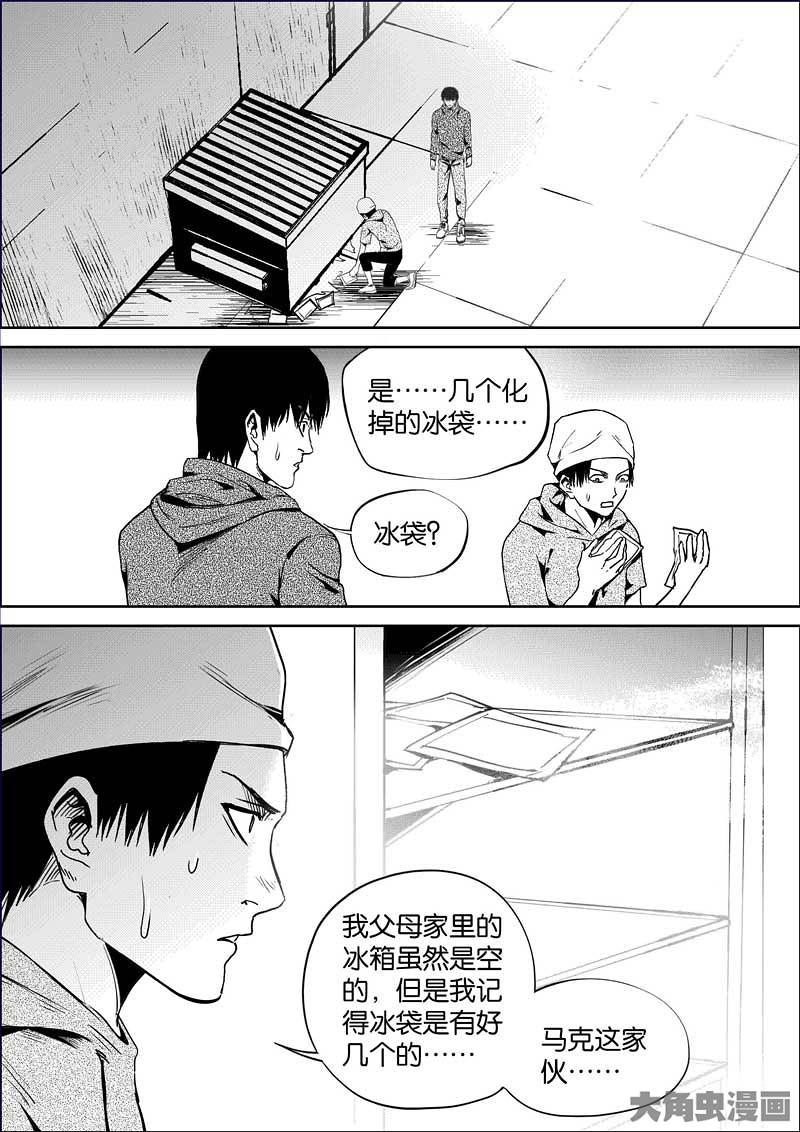 是……几个化
掉的冰袋……
冰袋？
我父母家里的
冰箱虽然是空
的，但是我记
得冰袋是有好
几个的……
马克这家
伙……
大角虫漫画